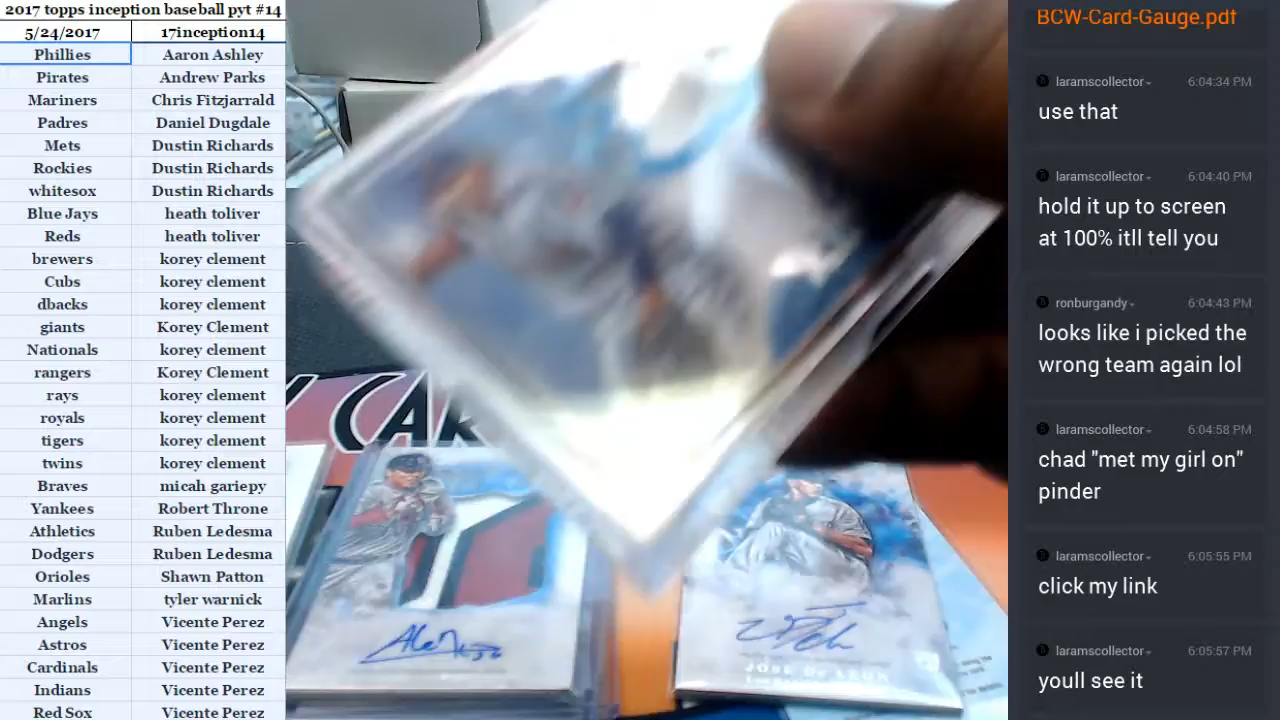 2017 topps inception baseball pyt #14
5/24/2017 17inception14
Phillies Aaron Ashley
Pirates Andrew Parks
Mariners Chris Fitzjarrald
Padres Daniel Dugdale
Mets Dustin Richards
Rockies Dustin Richards
whitesox Dustin Richards
Blue Jays heath toliver
Reds heath toliver
brewers korey clement
Cubs korey clement
dbacks korey clement
giants Korey Clement
Nationals korey clement
rangers Korey Clement
rays korey clement
royals korey clement
tigers korey clement
twins korey clement
Braves micah gariepy
Yankees Robert Throne
Athletics Ruben Ledesma
Dodgers Ruben Ledesma
Orioles Shawn Patton
Marlins tyler warnick
Angels Vicente Perez
Astros Vicente Perez
Cardinals Vicente Perez
Indians Vicente Perez
Red Sox Vicente Perez
JOSE De LEON
BCW-Card-Gauge.pdf
laramscollector 6:04:34 PM
use that
laramscollector 6:04:40 PM
hold it up to screen
at 100% itll tell you
ronburgandy 6:04:43 PM
looks like i picked the
wrong team again lol
laramscollector 6:04:58 PM
chad "met my girl on"
pinder
laramscollector 6:05:55 PM
click my link
laramscollector 6:05:57 PM
youll see it